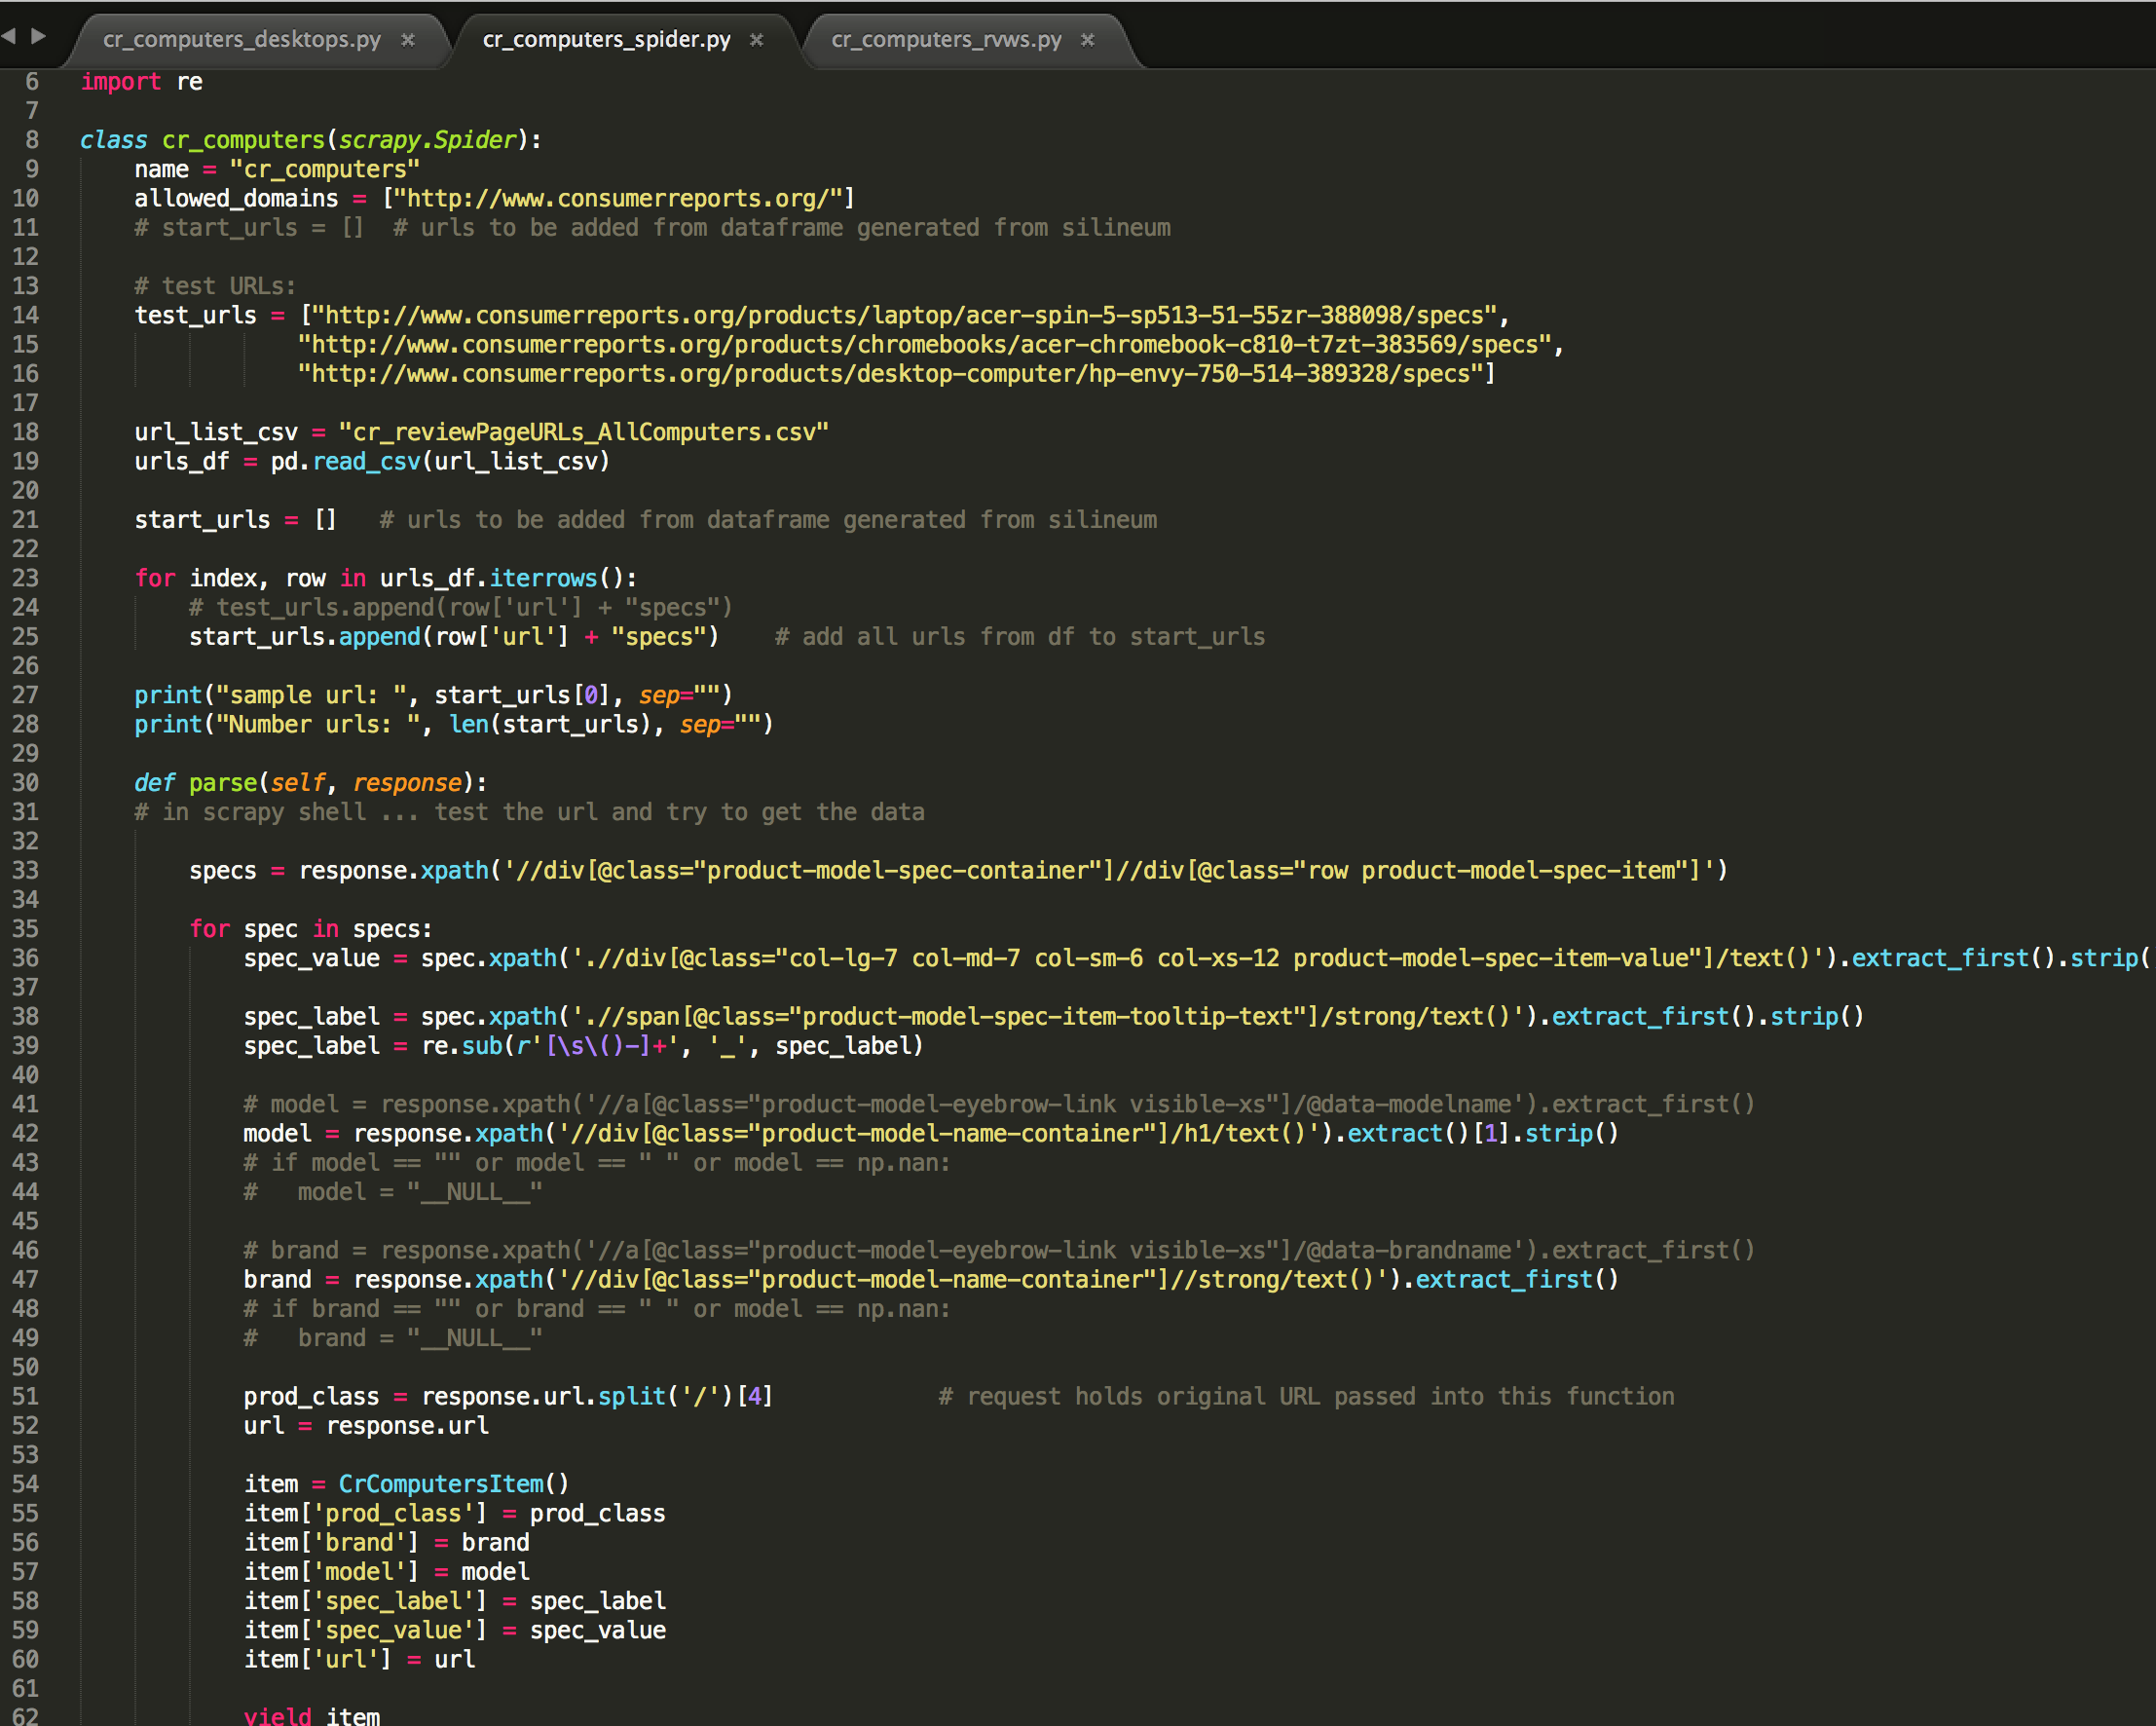 cr_computers_desktops.py × cr_computers_spider.py × cr_computers_rvws.py ×
6 import re
7
8 class cr_computers(scrapy.Spider):
9     name = "cr_computers"
10     allowed_domains = ["http://www.consumerreports.org/"]
11     # start_urls = []  # urls to be added from dataframe generated from silineum
12
13     # test URLs:
14     test_urls = ["http://www.consumerreports.org/products/laptop/acer-spin-5-sp513-51-55zr-388098/specs",
15                 "http://www.consumerreports.org/products/chromebooks/acer-chromebook-c810-t7zt-383569/specs",
16                 "http://www.consumerreports.org/products/desktop-computer/hp-envy-750-514-389328/specs"]
17
18     url_list_csv = "cr_reviewPageURLs_AllComputers.csv"
19     urls_df = pd.read_csv(url_list_csv)
20
21     start_urls = []   # urls to be added from dataframe generated from silineum
22
23     for index, row in urls_df.iterrows():
24         # test_urls.append(row['url'] + "specs")
25         start_urls.append(row['url'] + "specs")    # add all urls from df to start_urls
26
27     print("sample url: ", start_urls[0], sep="")
28     print("Number urls: ", len(start_urls), sep="")
29
30     def parse(self, response):
31     # in scrapy shell ... test the url and try to get the data
32
33         specs = response.xpath('//div[@class="product-model-spec-container"]//div[@class="row product-model-spec-item"]')
34
35         for spec in specs:
36             spec_value = spec.xpath('.//div[@class="col-lg-7 col-md-7 col-sm-6 col-xs-12 product-model-spec-item-value"]/text()').extract_first().strip(
37
38             spec_label = spec.xpath('.//span[@class="product-model-spec-item-tooltip-text"]/strong/text()').extract_first().strip()
39             spec_label = re.sub(r'[\s\()-]+', '_', spec_label)
40
41             # model = response.xpath('//a[@class="product-model-eyebrow-link visible-xs"]/@data-modelname').extract_first()
42             model = response.xpath('//div[@class="product-model-name-container"]/h1/text()').extract()[1].strip()
43             # if model == "" or model == " " or model == np.nan:
44             #   model = "__NULL__"
45
46             # brand = response.xpath('//a[@class="product-model-eyebrow-link visible-xs"]/@data-brandname').extract_first()
47             brand = response.xpath('//div[@class="product-model-name-container"]//strong/text()').extract_first()
48             # if brand == "" or brand == " " or model == np.nan:
49             #   brand = "__NULL__"
50
51             prod_class = response.url.split('/')[4]            # request holds original URL passed into this function
52             url = response.url
53
54             item = CrComputersItem()
55             item['prod_class'] = prod_class
56             item['brand'] = brand
57             item['model'] = model
58             item['spec_label'] = spec_label
59             item['spec_value'] = spec_value
60             item['url'] = url
61
62             yield item